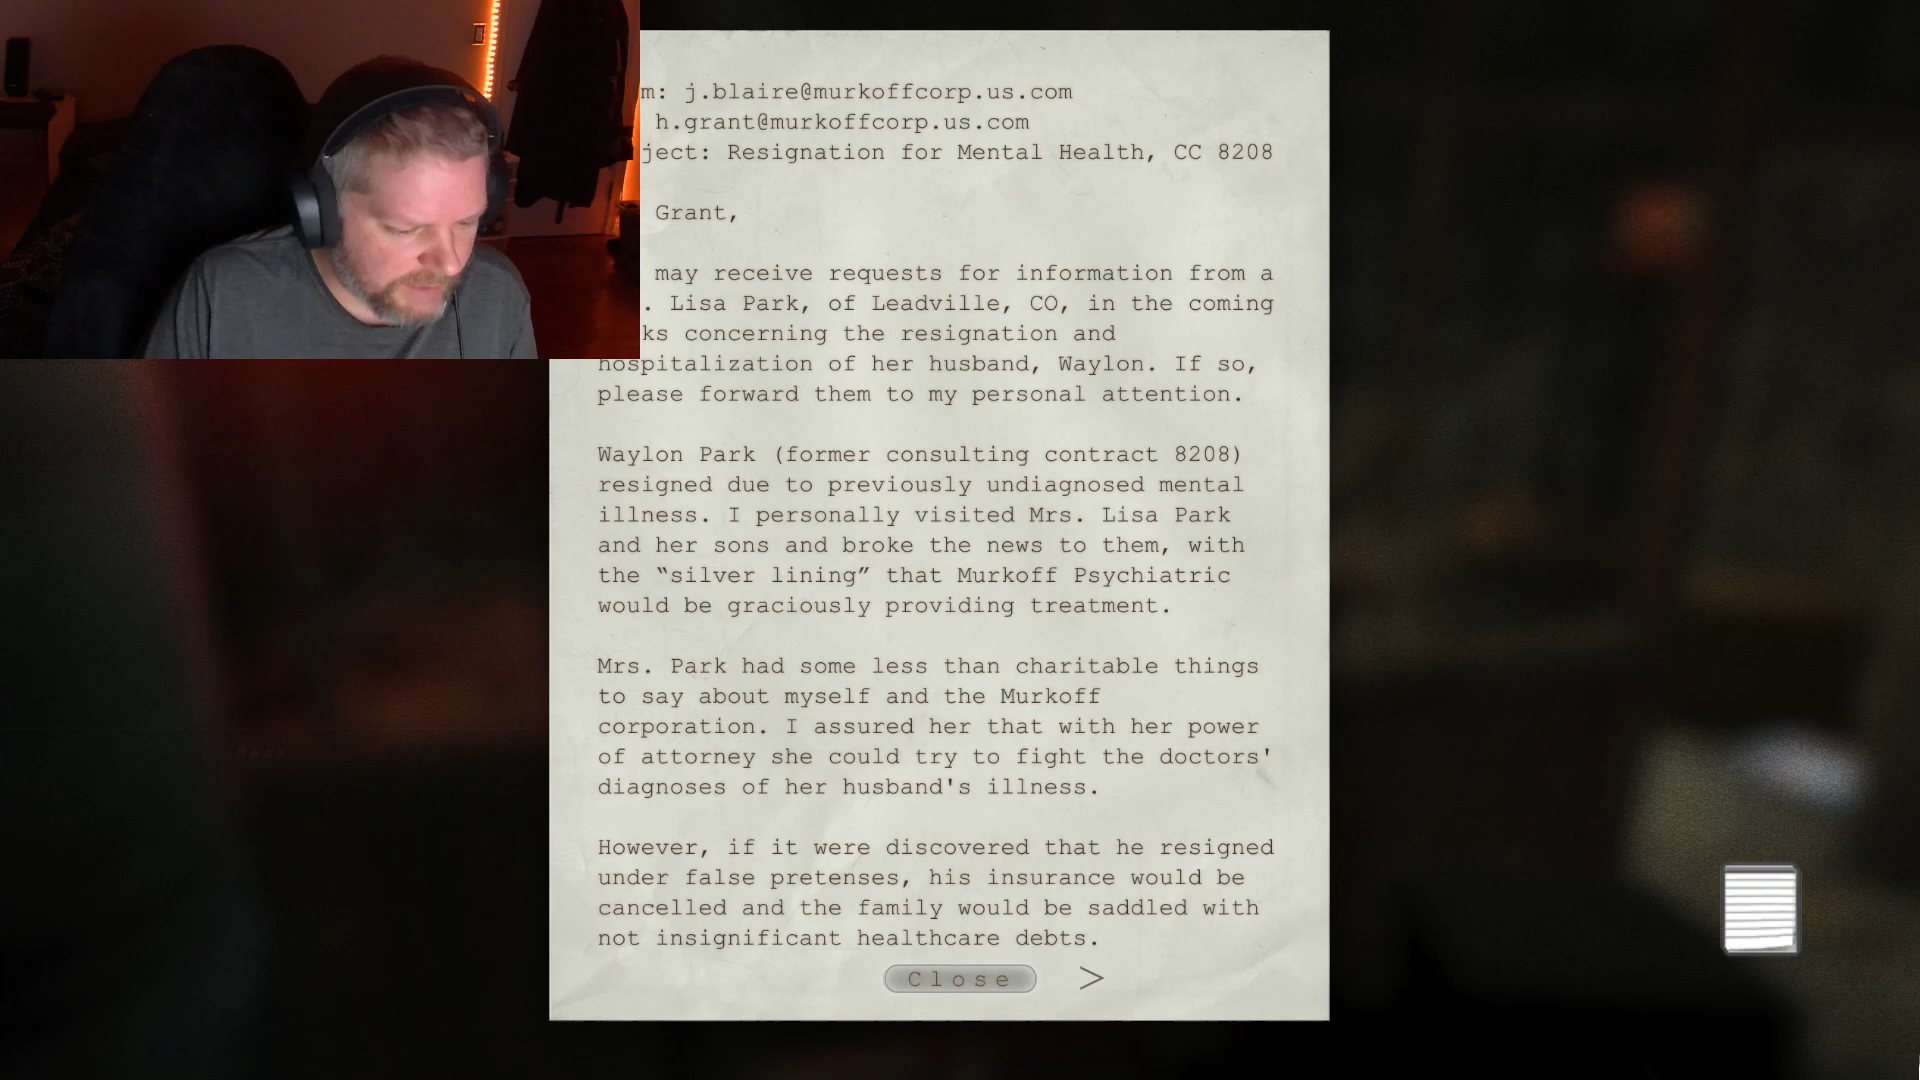 m: j.blaire@murkoffcorp.us.com
h.grant@murkoffcorp.us.com
ject: Resignation for Mental Health, CC 8208
Grant,
may receive requests for information from a
. Lisa Park, of Leadville, CO, in the coming
ks concerning the resignation and
hospitalization of her husband, Waylon. If so,
please forward them to my personal attention.
Waylon Park (former consulting contract 8208)
resigned due to previously undiagnosed mental
illness. I personally visited Mrs. Lisa Park
and her sons and broke the news to them, with
the “silver lining” that Murkoff Psychiatric
would be graciously providing treatment.
Mrs. Park had some less than charitable things
to say about myself and the Murkoff
corporation. I assured her that with her power
of attorney she could try to fight the doctors'
diagnoses of her husband's illness.
However, if it were discovered that he resigned
under false pretenses, his insurance would be
cancelled and the family would be saddled with
not insignificant healthcare debts.
Close >